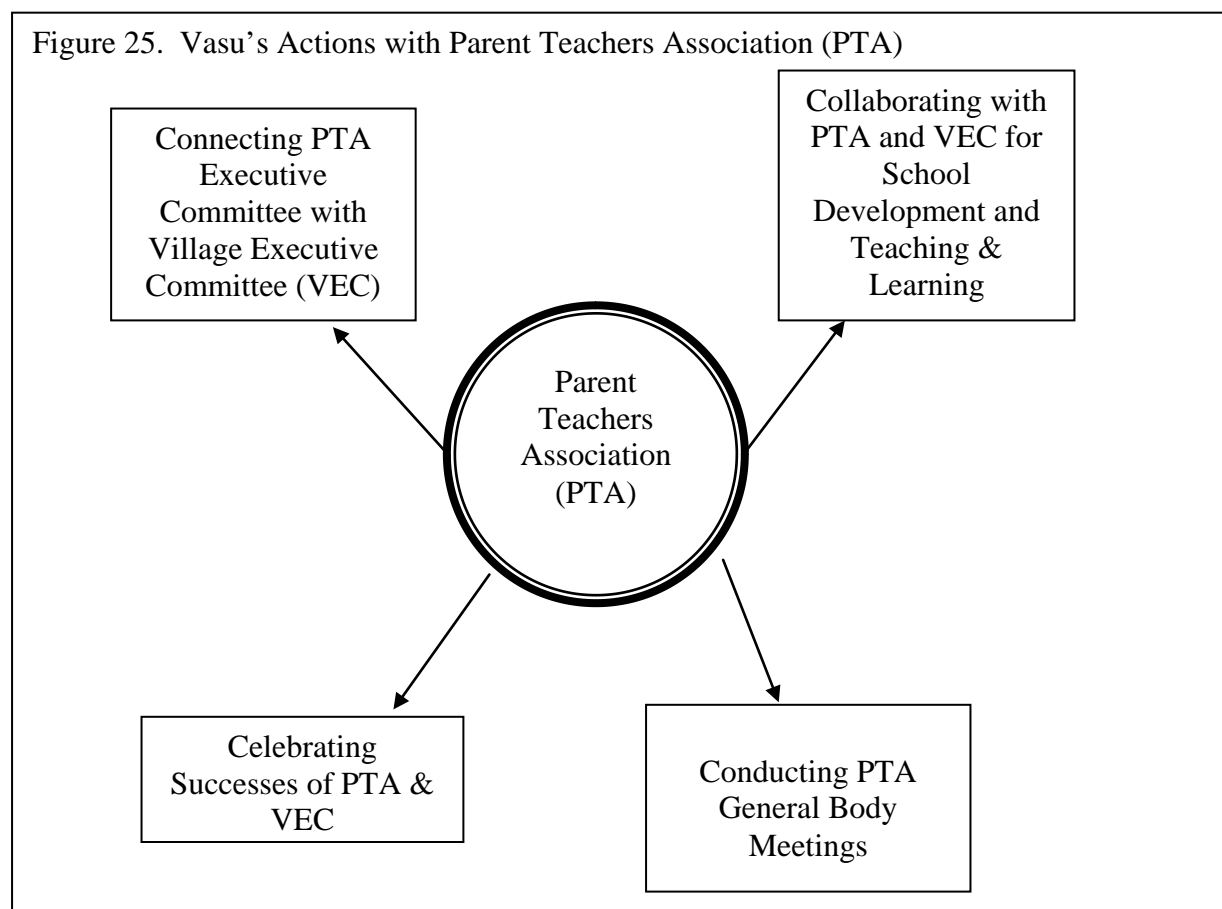 Figure 25.  Vasu’s Actions with Parent Teachers Association (PTA)
Connecting PTA
Executive
Committee with
Village Executive
Committee (VEC)
Collaborating with
PTA and VEC for
School
Development and
Teaching &
Learning
Parent
Teachers
Association
(PTA)
Celebrating
Successes of PTA &
VEC
Conducting PTA
General Body
Meetings